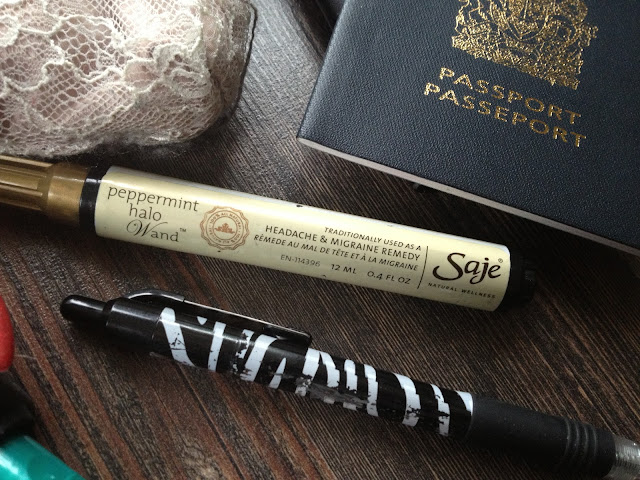 PASSPORT
PASSEPORT
peppermint
halo
Wand™
TRADITIONALLY USED AS A
HEADACHE & MIGRAINE REMEDY
REMÈDE AU MAL DE TÊTE ET À LA MIGRAINE
EN-114396 12 ML 0.4 FL OZ
Saje®
NATURAL WELLNESS